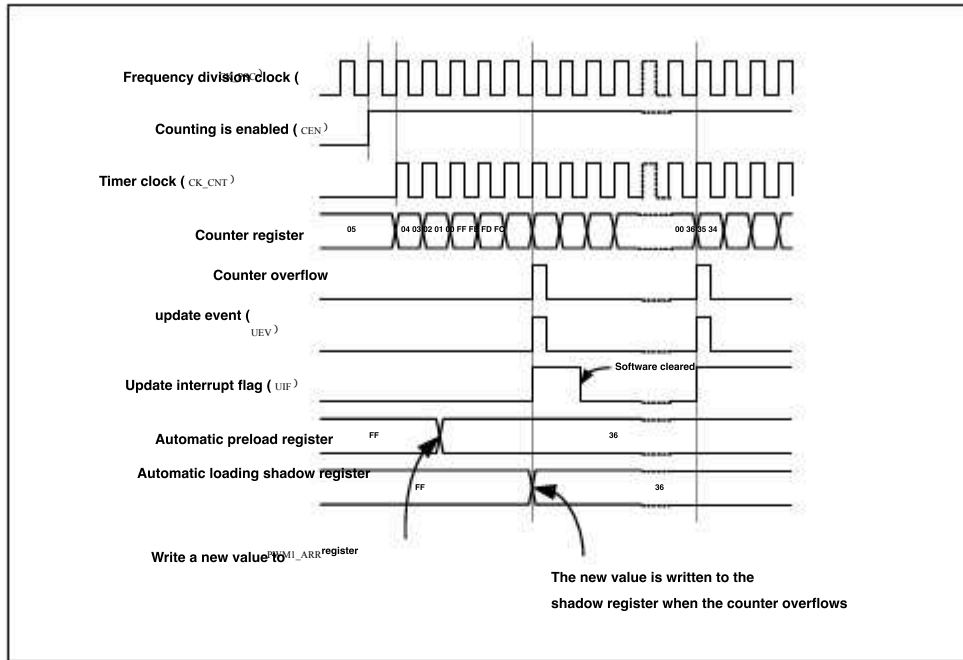 Frequency division clock (
Counting is enabled ( CEN )
Timer clock ( CK_CNT )
Counter register 05 04 03 02 01 00 FF FE FD FC 00 36 35 34
Counter overflow
update event (
UEV )
Software cleared
Update interrupt flag ( UIF )
Automatic preload register FF 36
Automatic loading shadow register
FF 36
Write a new value to PWM1_ARR register
The new value is written to the
shadow register when the counter overflows